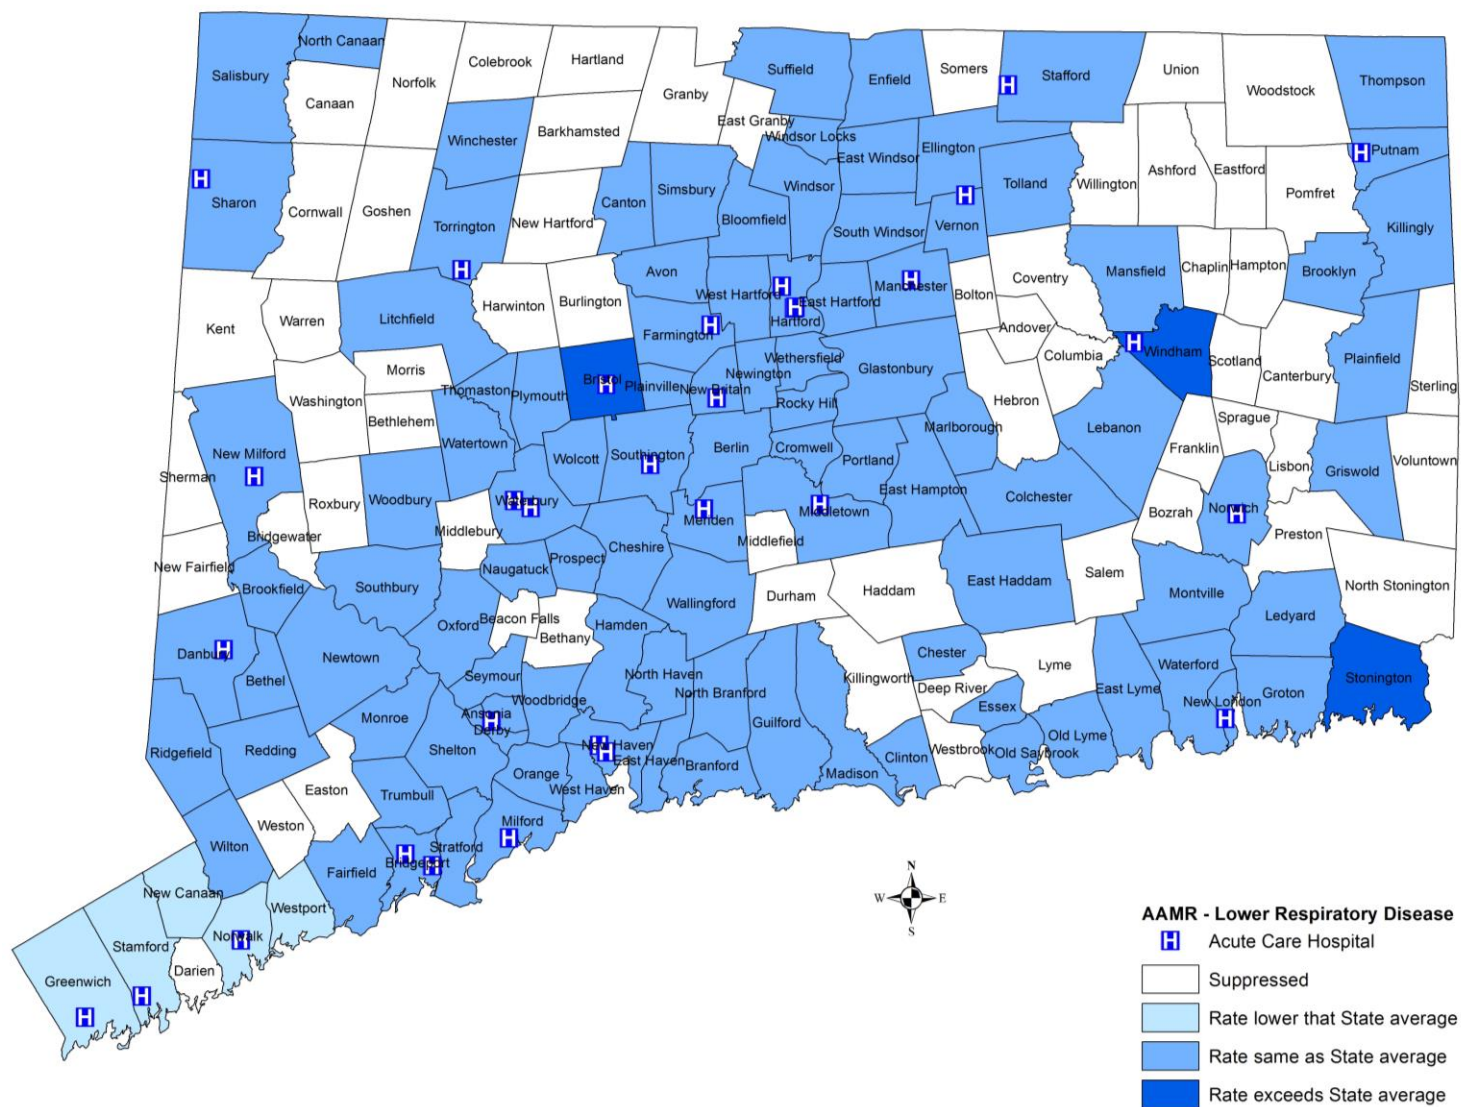 North Canaan
Salisbury
Canaan
Norfolk
Colebrook
Hartland
Granby
Suffield
Enfield
Somers
Stafford
Union
Woodstock
Thompson
East Granby
Windsor Locks
Winchester
Barkhamsted
Simsbury
Canton
Bloomfield
Windsor
East Windsor
Ellington
Tolland
Willington
Ashford
Eastford
Pomfret
Putnam
Killingly
Sharon
Cornwall
Goshen
Torrington
New Hartford
South Windsor
Vernon
Coventry
Mansfield
Chaplin
Hampton
Brooklyn
Kent
Warren
Litchfield
Harwinton
Burlington
Avon
West Hartford
Hartford
East Hartford
Manchester
Bolton
Andover
Columbia
Windham
Scotland
Canterbury
Plainfield
Sterling
Farmington
Morris
Washington
Bethlehem
Thomaston
Plymouth
Bristol
Plainville
New Britain
Newington
Wethersfield
Rocky Hill
Glastonbury
Hebron
Marlborough
Lebanon
Franklin
Sprague
Lisbon
Griswold
Voluntown
Sherman
New Milford
Roxbury
Woodbury
Watertown
Wolcott
Southington
Berlin
Cromwell
Portland
East Hampton
Colchester
Bozrah
Norwich
Preston
Bridgewater
Middlebury
Waterbury
Meriden
Middletown
Middlefield
New Fairfield
Brookfield
Southbury
Naugatuck
Prospect
Cheshire
Wallingford
Durham
Haddam
East Haddam
Salem
Montville
Ledyard
North Stonington
Danbury
Bethel
Newtown
Oxford
Beacon Falls
Bethany
Hamden
Seymour
Woodbridge
North Haven
North Branford
Guilford
Killingworth
Chester
Deep River
Essex
Lyme
East Lyme
Waterford
New London
Groton
Stonington
Ridgefield
Redding
Monroe
Shelton
Ansonia
Derby
Orange
New Haven
East Haven
West Haven
Branford
Madison
Clinton
Westbrook
Old Saybrook
Old Lyme
Wilton
Weston
Easton
Trumbull
Fairfield
Bridgeport
Stratford
Milford
New Canaan
Westport
Norwalk
Stamford
Darien
Greenwich
N
W
E
S
AAMR - Lower Respiratory Disease
H Acute Care Hospital
Suppressed
Rate lower that State average
Rate same as State average
Rate exceeds State average